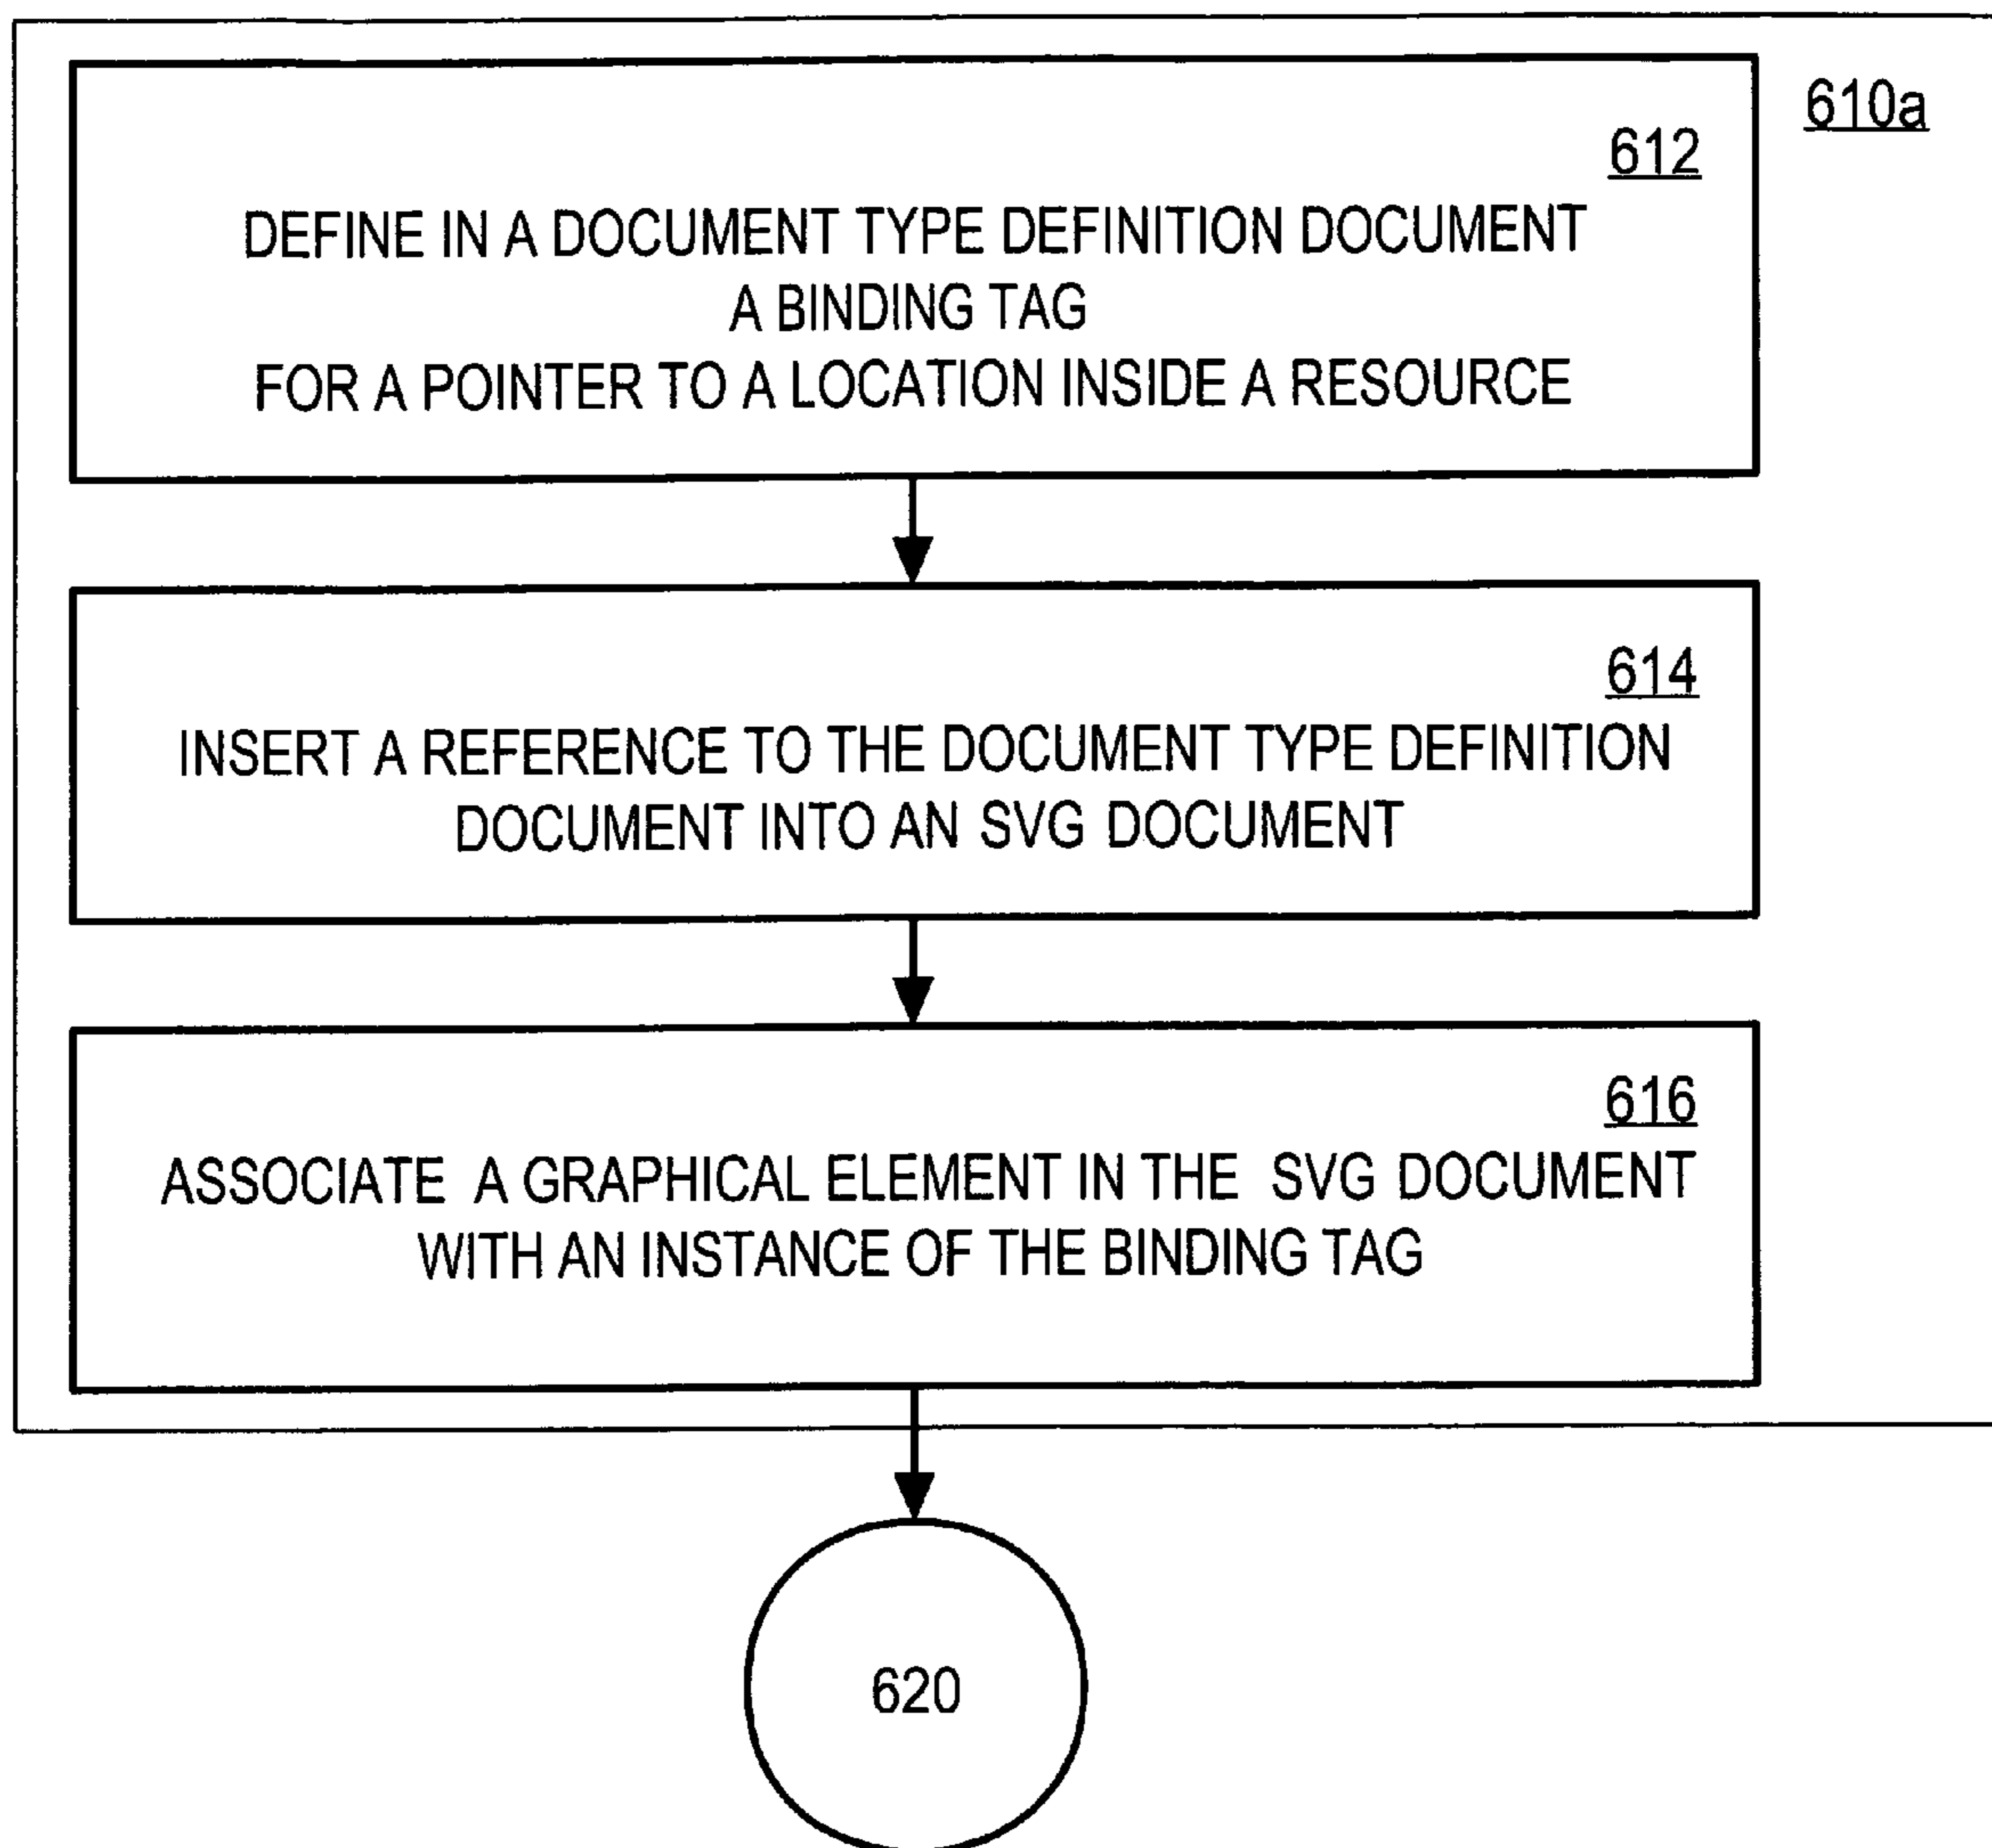 610a
612
DEFINE IN A DOCUMENT TYPE DEFINITION DOCUMENT
A BINDING TAG
FOR A POINTER TO A LOCATION INSIDE A RESOURCE
614
INSERT A REFERENCE TO THE DOCUMENT TYPE DEFINITION
DOCUMENT INTO AN SVG DOCUMENT
616
ASSOCIATE A GRAPHICAL ELEMENT IN THE SVG DOCUMENT
WITH AN INSTANCE OF THE BINDING TAG
620